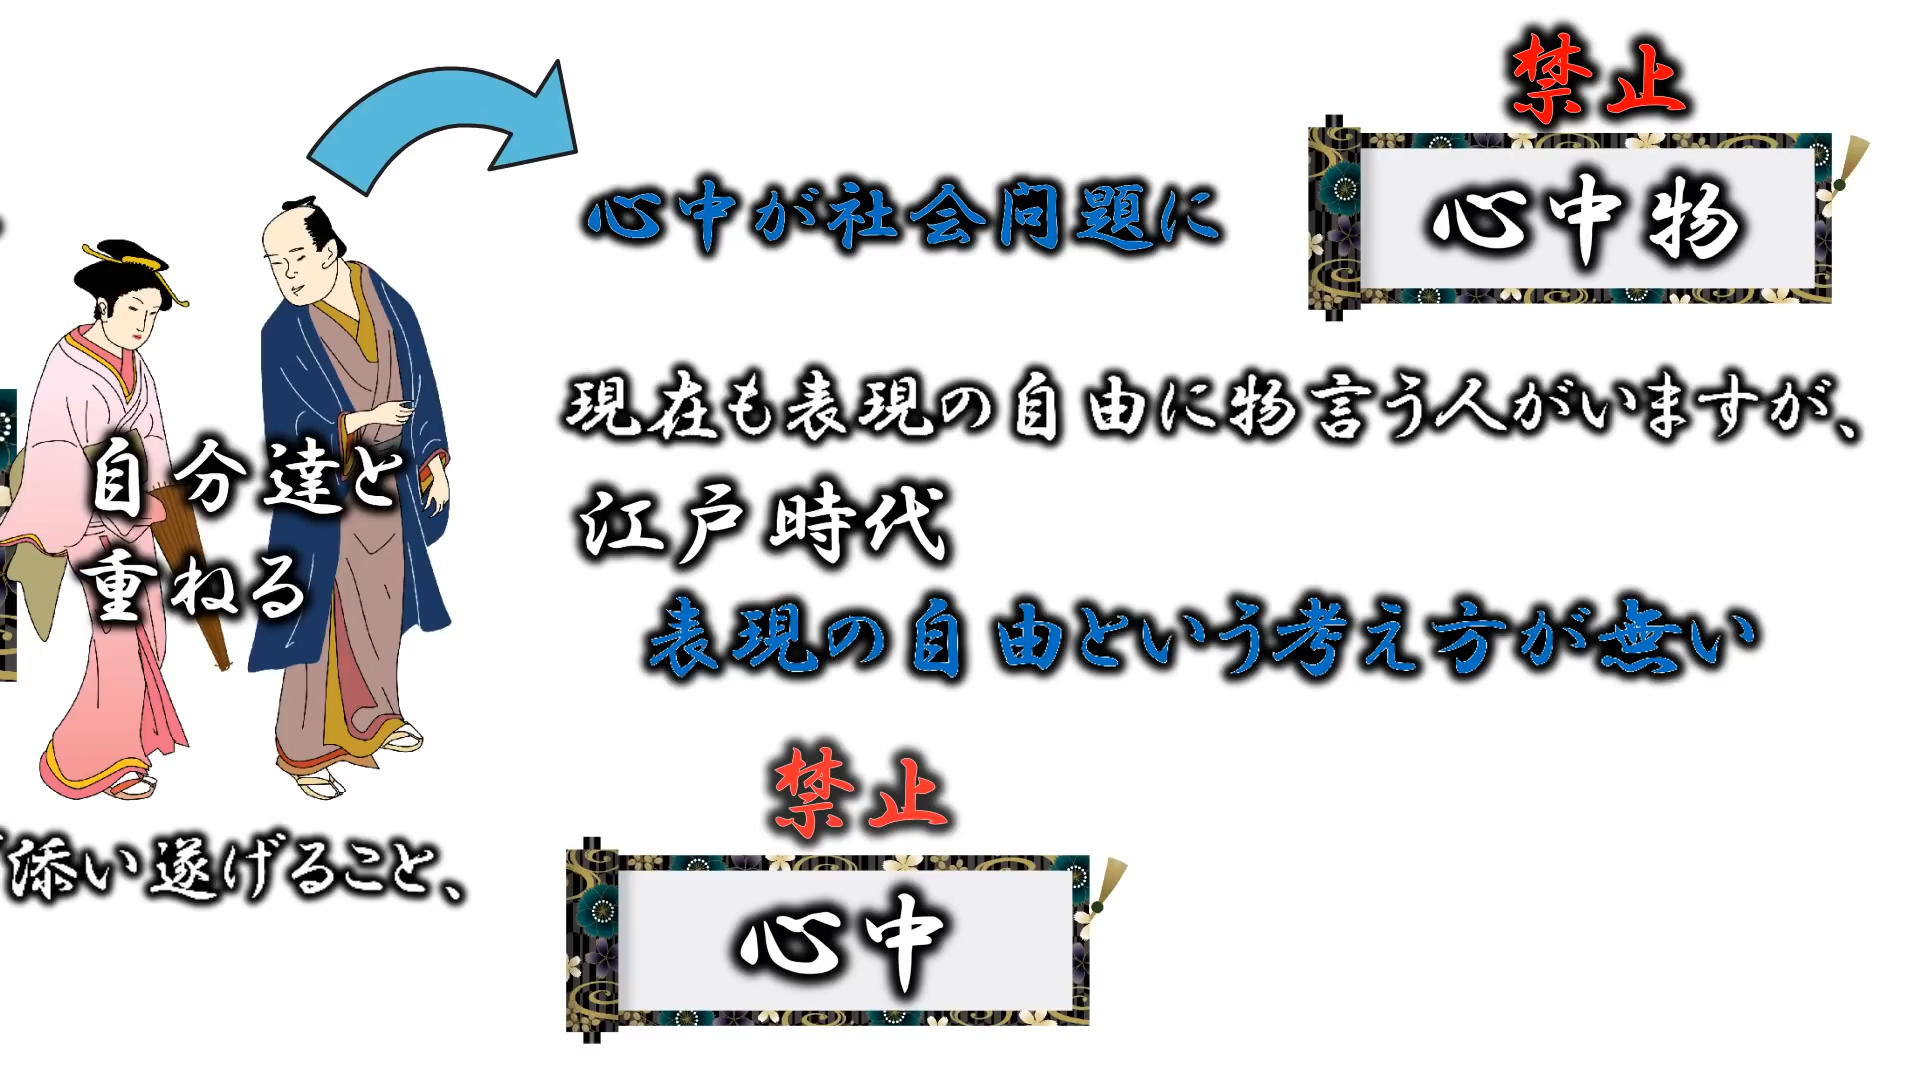 禁止
心中物
心中が社会問題に
現在も表現の自由に物言う人がいますが、
自分達と
重ねる
江戸時代
表現の自由という考え方が無い
禁止
心中
添い遂げること、